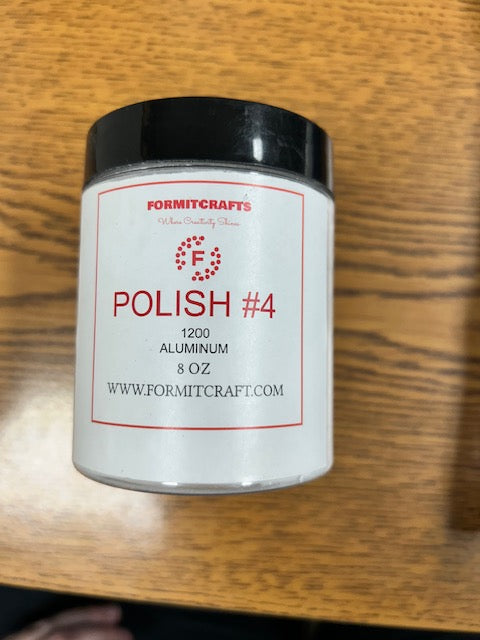 FORMITCRAFTS
Where Creativity Shines
F
POLISH #4
1200
ALUMINUM
8 OZ
WWW.FORMITCRAFT.COM